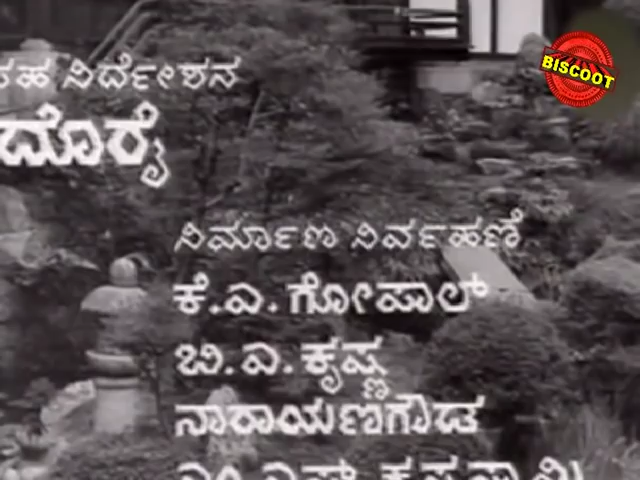 BISCOOT
ಸಹ ನಿರ್ದೇಶನ
ದೊರೈ
ನಿರ್ಮಾಣ ನಿರ್ವಹಣೆ
ಕೆ.ಎ.ಗೋಪಾಲ್
ಬಿ.ಎ.ಕೃಷ್ಣ
ನಾರಾಯಣಗೌಡ